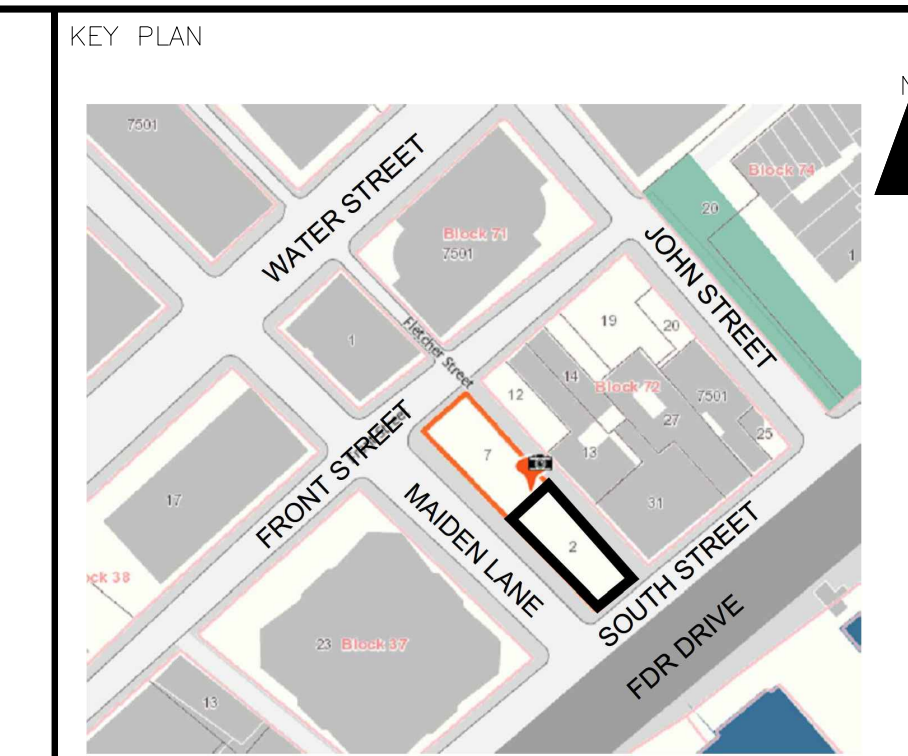 KEY PLAN
N
7501
WATER STREET
Block 74
20
Block 71
7501
JOHN STREET
1
1
Fletcher Street
19
20
14
Block 72
7501
12
27
25
FRONT STREET
7
13
17
MAIDEN LANE
31
2
SOUTH STREET
ock 38
FDR DRIVE
23 Block 37
13